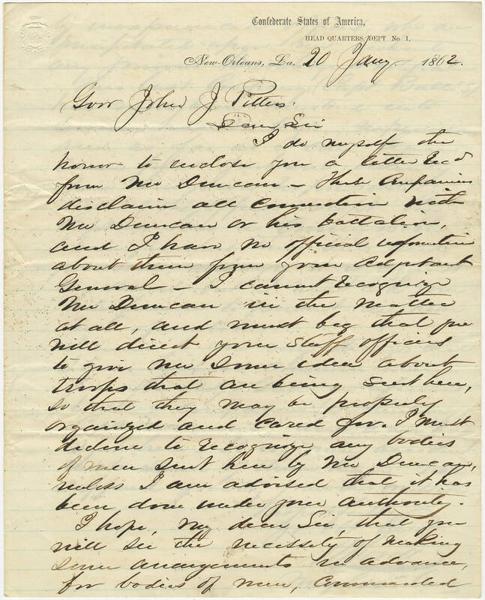 Confederate States of America,
HEAD QUARTERS, DEPT No. 1,
New Orleans, La. 20 Jany 1862.
Govr John J Pettus
Dear Sir
I do myself the
honor to enclose you a letter Recd
from Mr Duncan – These Companies
disclaim all connection with
Mr Duncan or his battalion,
and I have no official information
about them from your Adjutant
General – I cannot recognize
Mr Duncan in the matter
at all, and must beg that you
will direct your Staff officers
to give me some idea about
troops that are being sent here,
so that they may be properly
organized and cared for. I must
decline to recognize any bodies
of men sent here by Mr Duncan,
unless I am advised that it has
been done under your authority.
I hope, my dear Sir that you
will see the necessity of making
some arrangements in advance,
for bodies of men, commanded